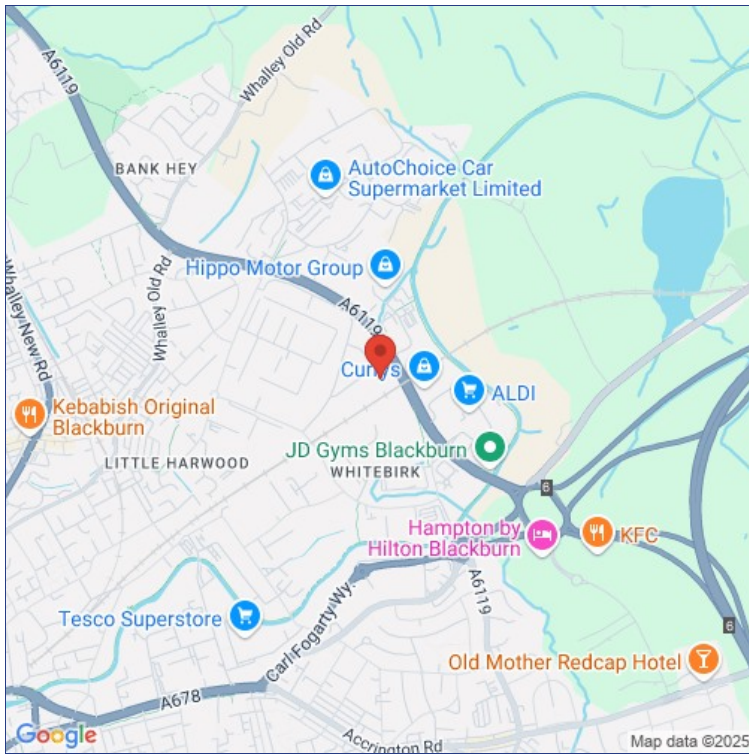 A6119
Whalley Old Rd
BANK HEY
AutoChoice Car
Supermarket Limited
Whalley New Rd
Whalley Old Rd
Hippo Motor Group
A6119
Currys
ALDI
Kebabish Original
Blackburn
JD Gyms Blackburn
LITTLE HARWOOD
WHITEBIRK
6
Hampton by
Hilton Blackburn
KFC
A6119
Carl Fogarty Wy.
Tesco Superstore
6
Old Mother Redcap Hotel
A678
Accrington Rd
Google
Map data ©2025